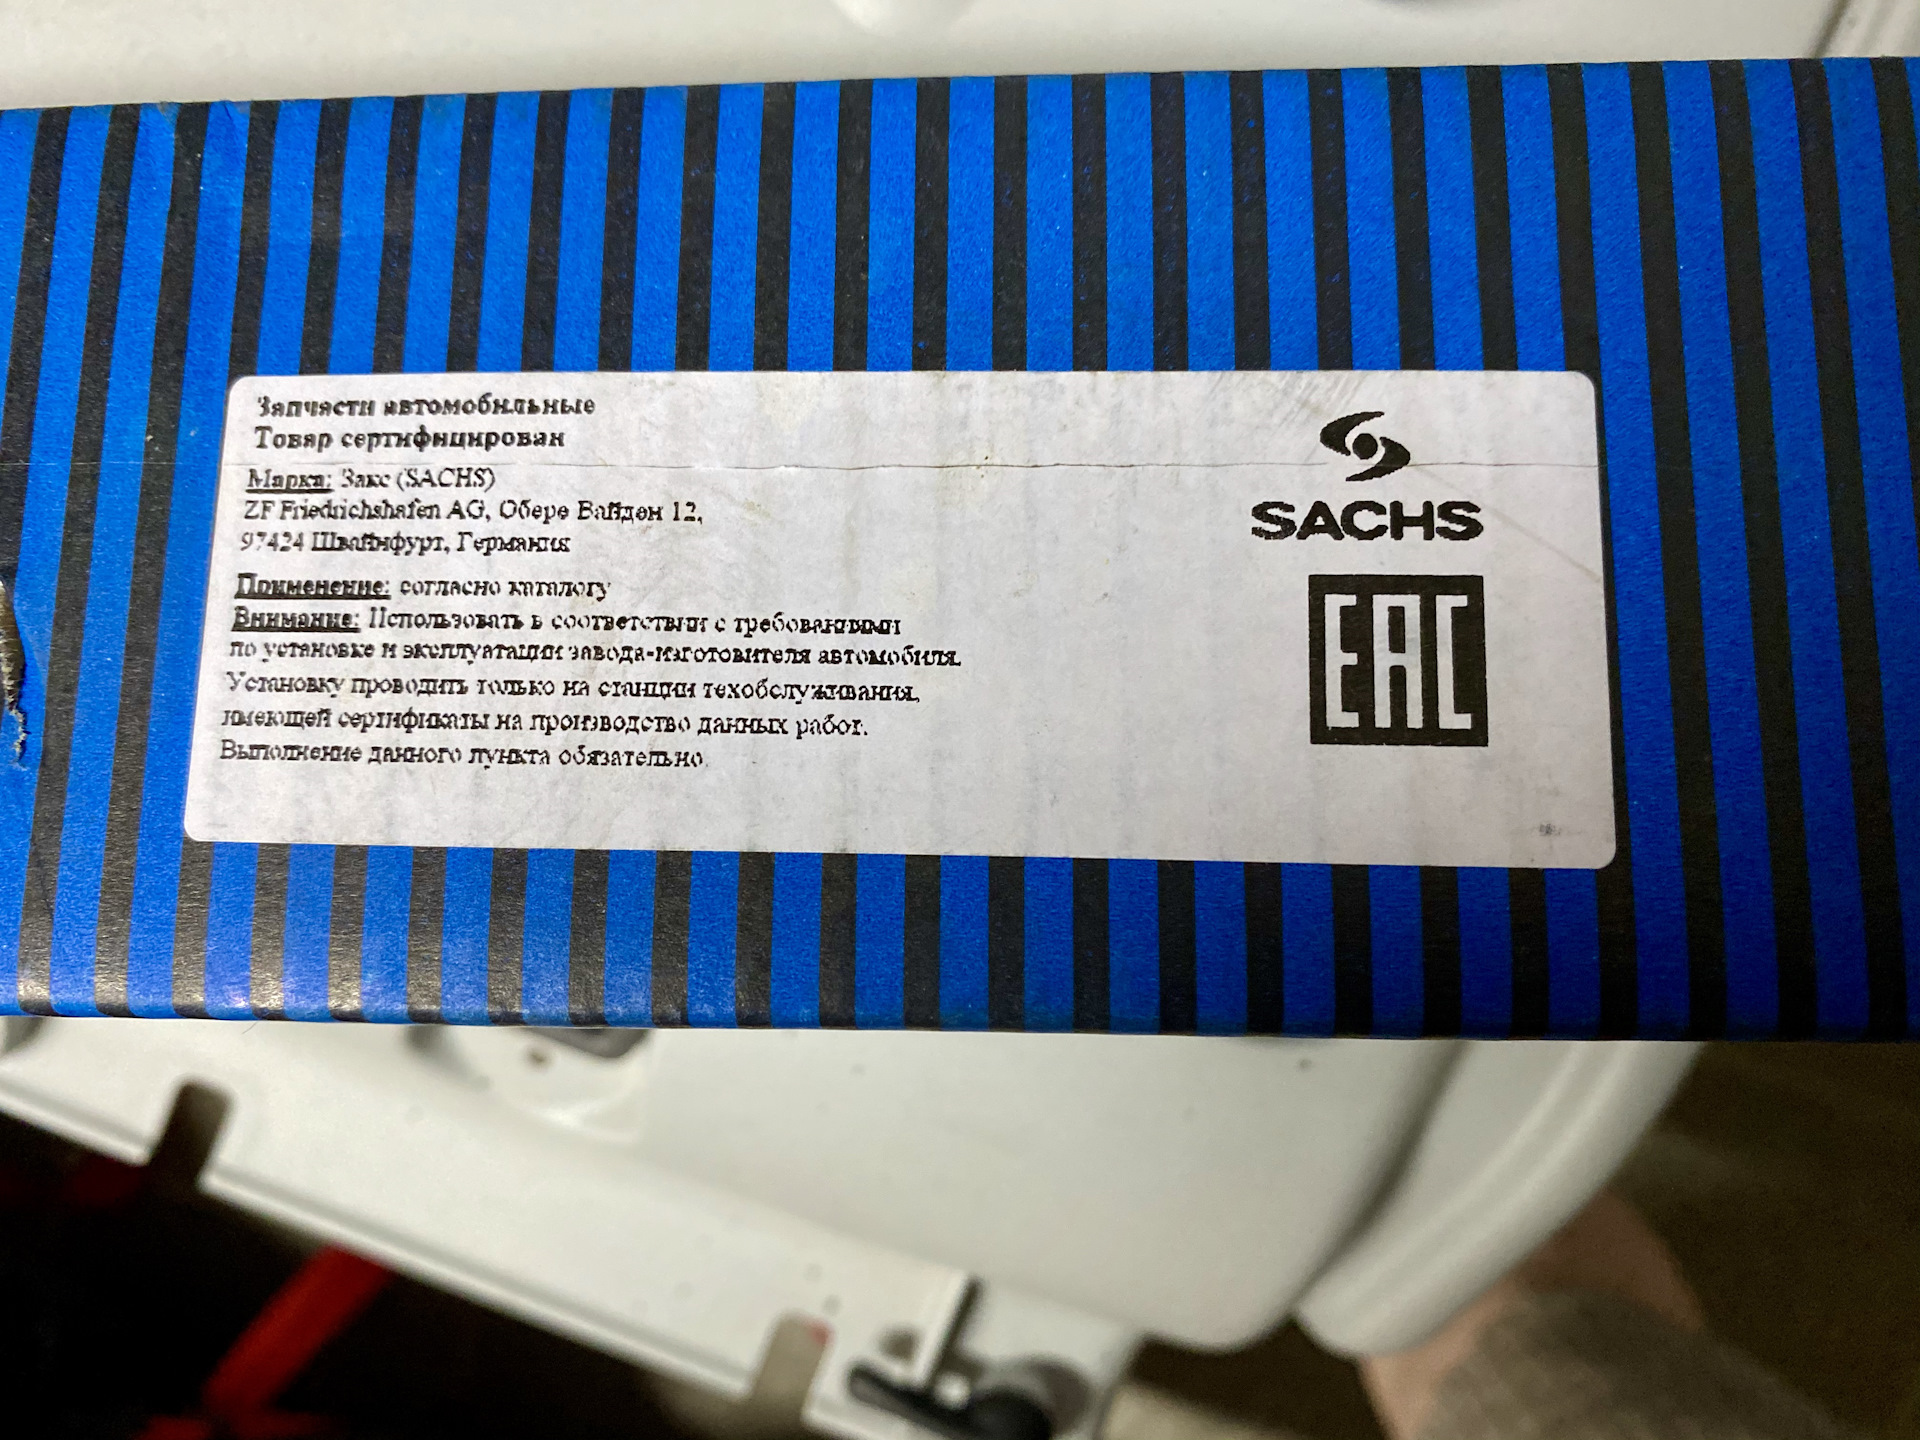 Запчасти автомобильные
Товар сертифицирован
Марка: Закс (SACHS)
ZF Friedrichshafen AG, Обере Вайден 12,
97424 Швайнфурт, Германия
Применение: согласно каталогу
Внимание: Использовать в соответствии с требованиями
по установке и эксплуатации завода-изготовителя автомобиля.
Установку проводить только на станции техобслуживания,
имеющей сертификаты на производство данных работ.
Выполнение данного пункта обязательно.
SACHS
EAC